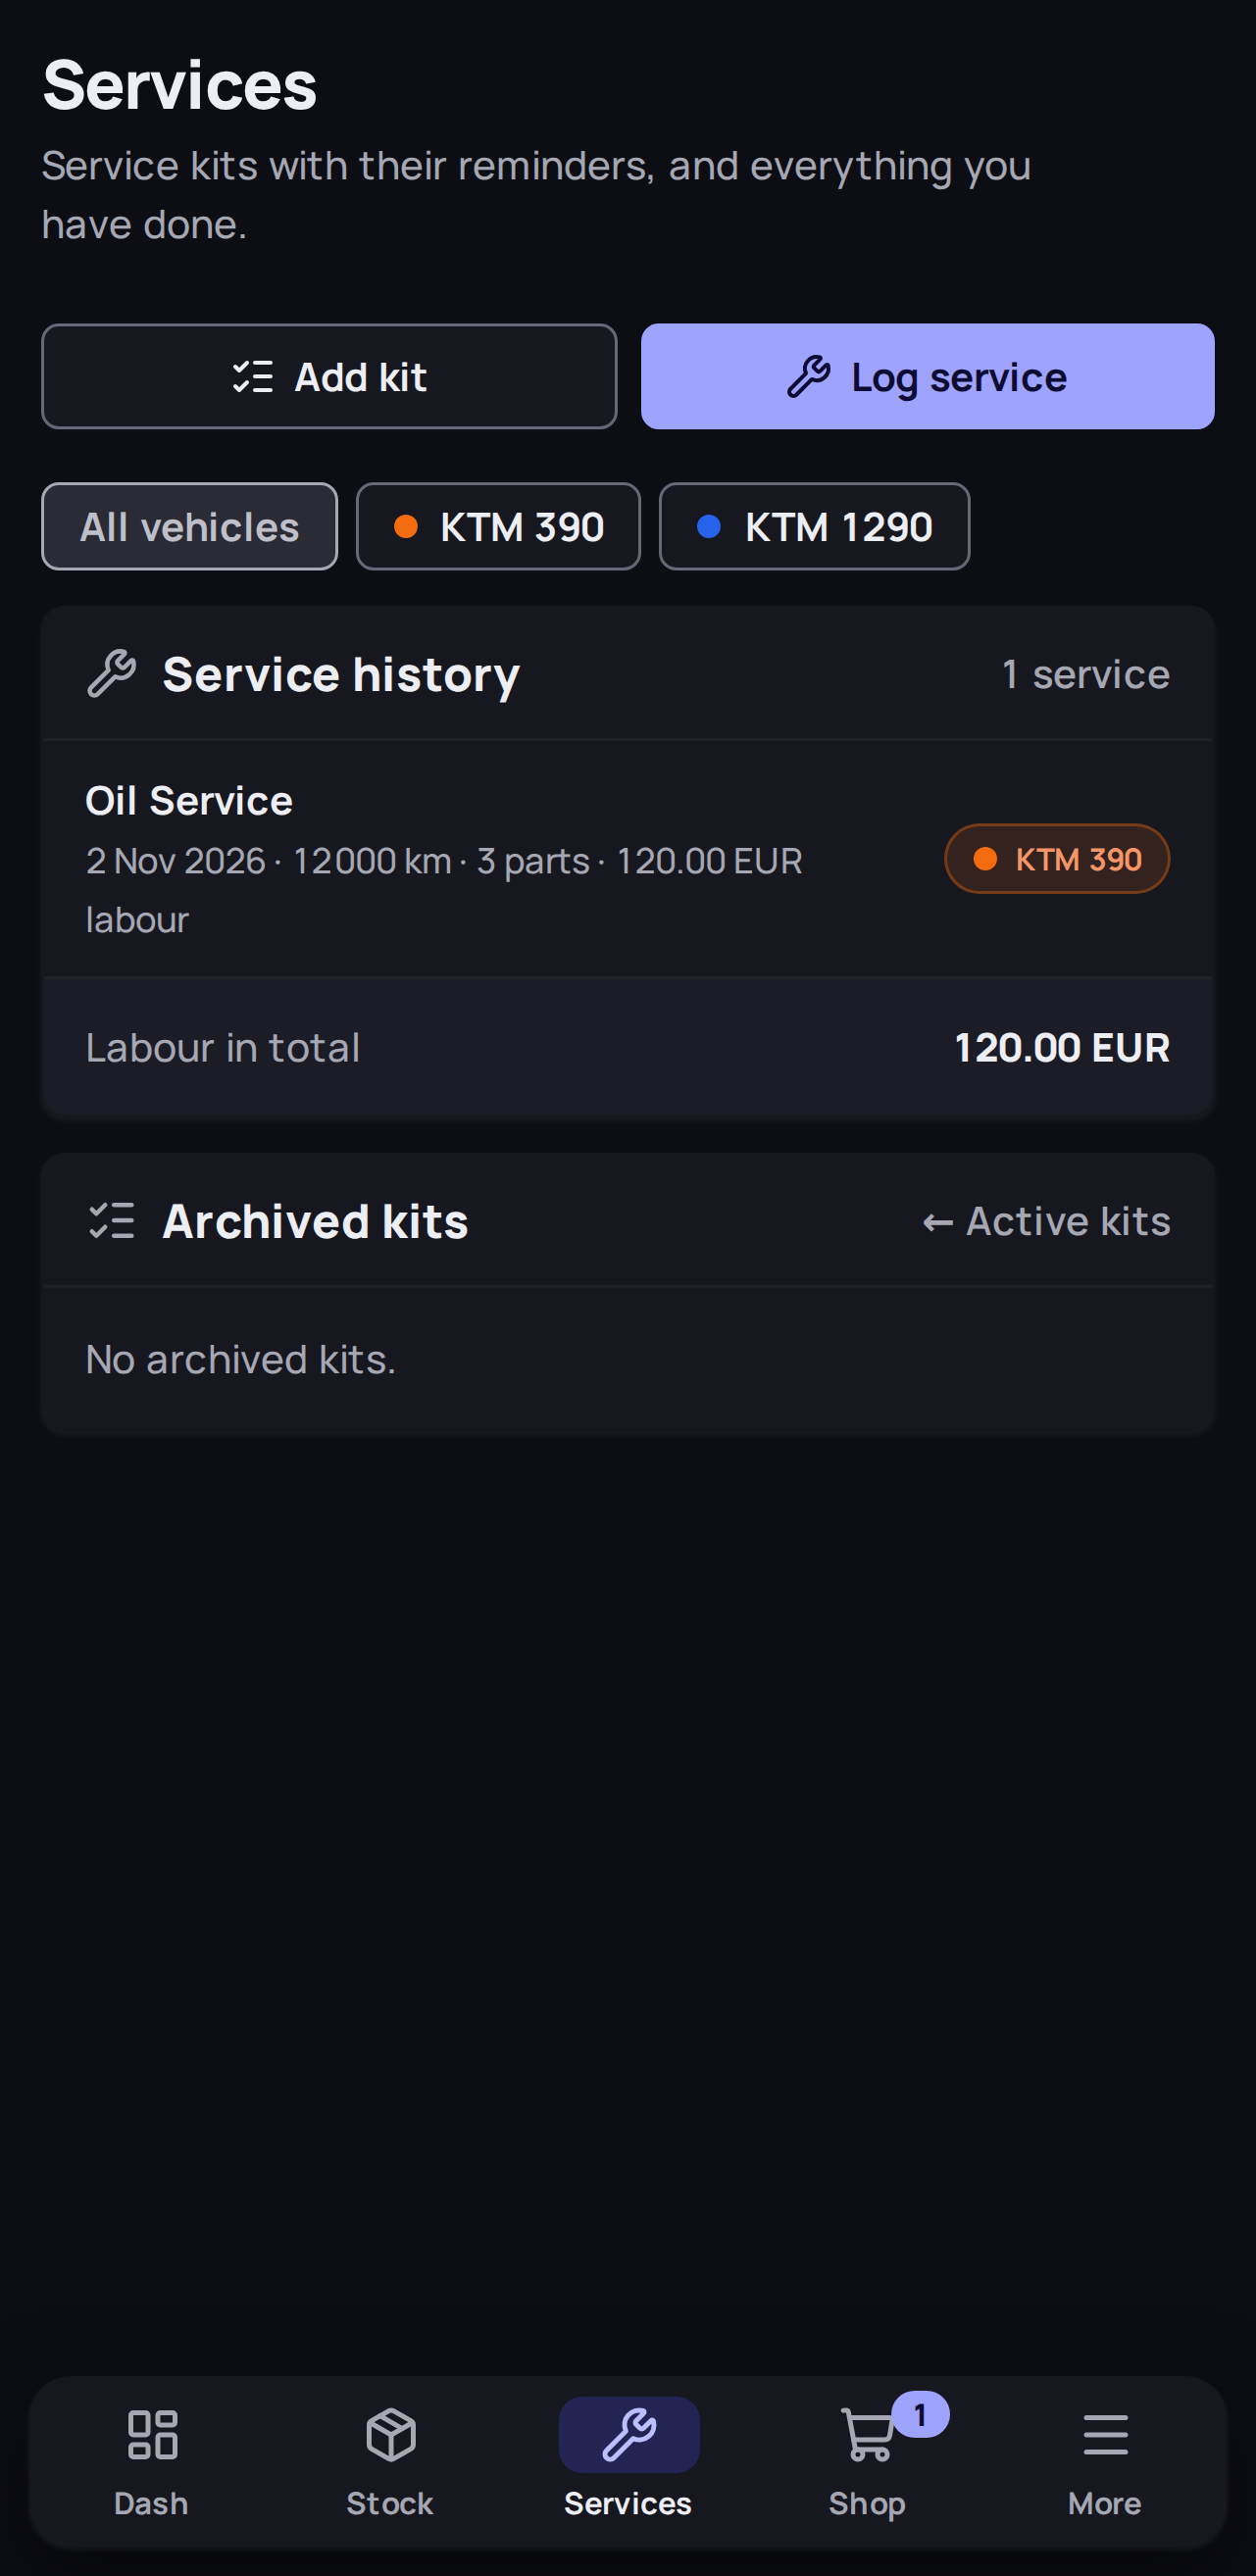 Services
Service kits with their reminders, and everything you
have done.
Add kit
Log service
All vehicles
KTM 390
KTM 1290
Service history
1 service
Oil Service
2 Nov 2026 · 12 000 km · 3 parts · 120.00 EUR
labour
KTM 390
Labour in total
120.00 EUR
Archived kits
← Active kits
No archived kits.
1
Dash
Stock
Services
Shop
More